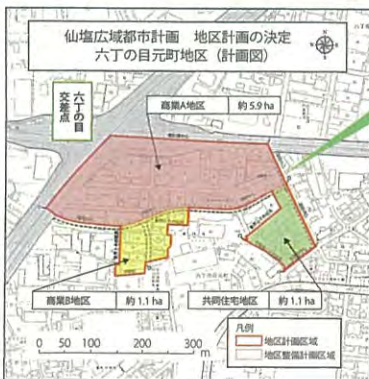 仙塩広域都市計画　地区計画の決定
六丁の目元町地区（計画図）
六丁の目
交差点
商業A地区　約5.9 ha
商業B地区　約1.1 ha
共同住宅地区　約1.1 ha
凡例
地区計画区域
地区整備計画区域
0 50 100 200 300
m